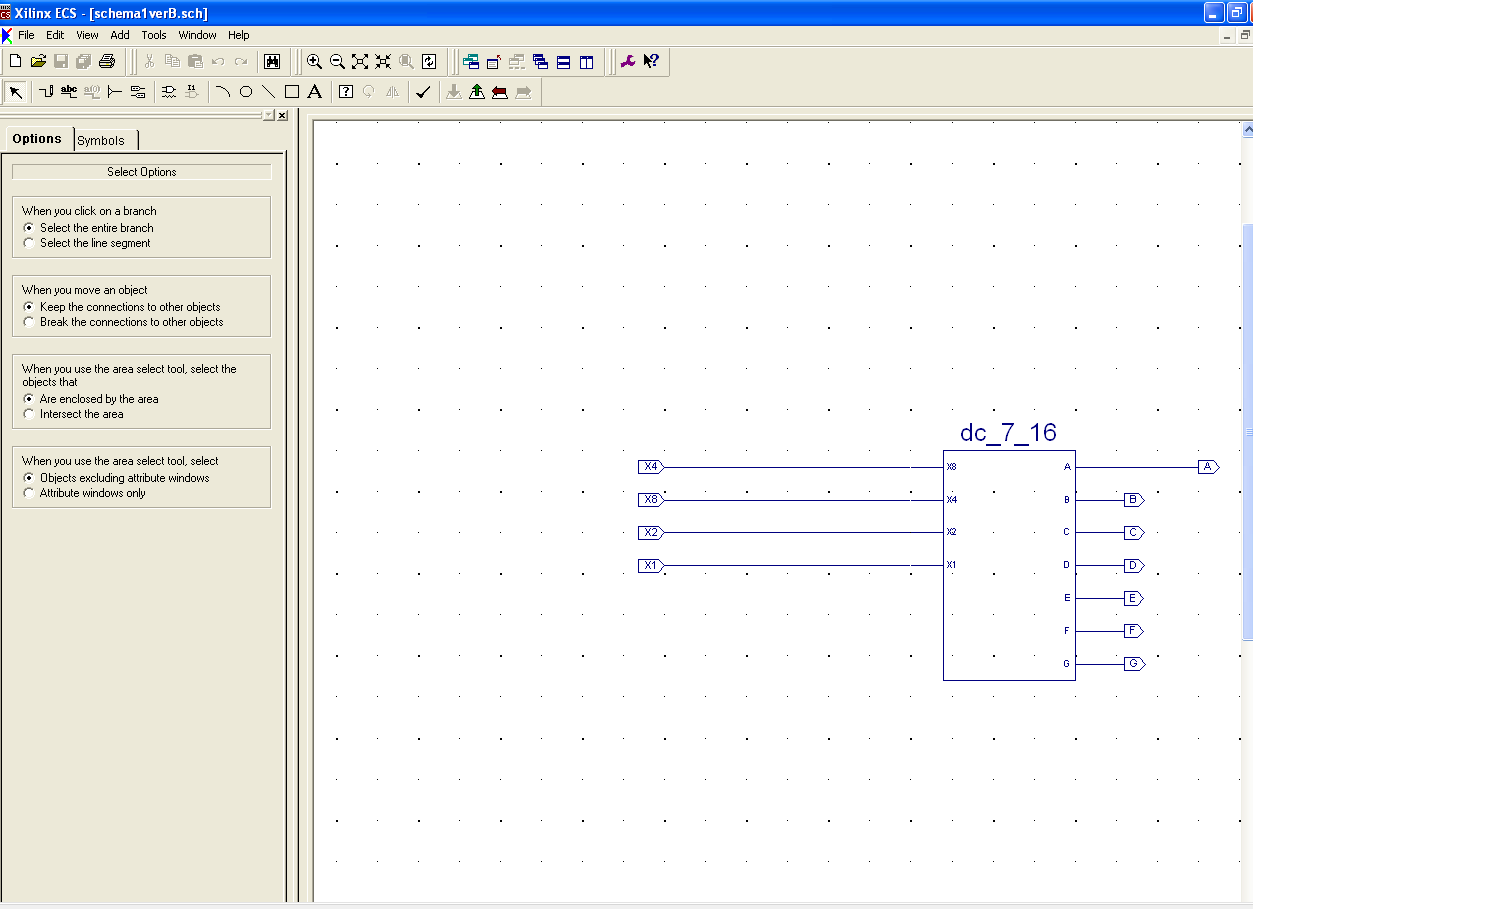 Xilinx ECS - [schema1verB.sch]
File Edit View Add Tools Window Help
abc
A
Options Symbols
Select Options
When you click on a branch
Select the entire branch
Select the line segment
When you move an object
Keep the connections to other objects
Break the connections to other objects
When you use the area select tool, select the
objects that
Are enclosed by the area
Intersect the area
When you use the area select tool, select
Objects excluding attribute windows
Attribute windows only
dc_7_16
X4 X8 A A
X8 X4 B B
X2 X2 C C
X1 X1 D D
E E
F F
G G